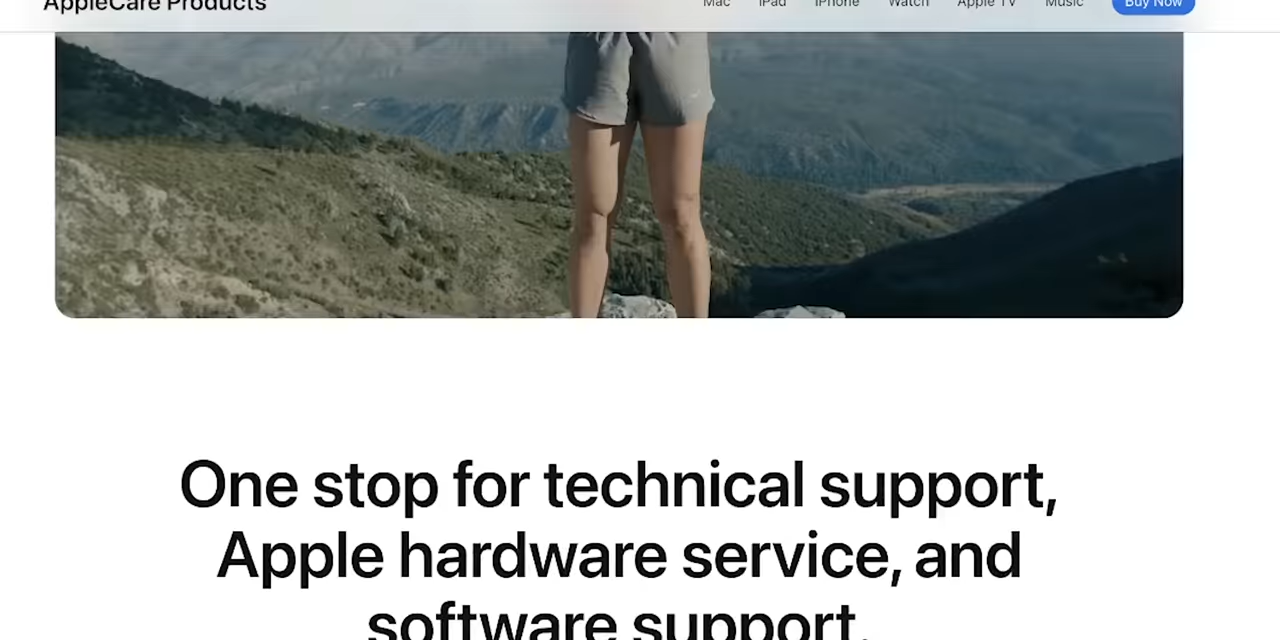 AppleCare Products
Mac iPad iPhone Watch Apple TV Music Buy Now
One stop for technical support,
Apple hardware service, and
software support.